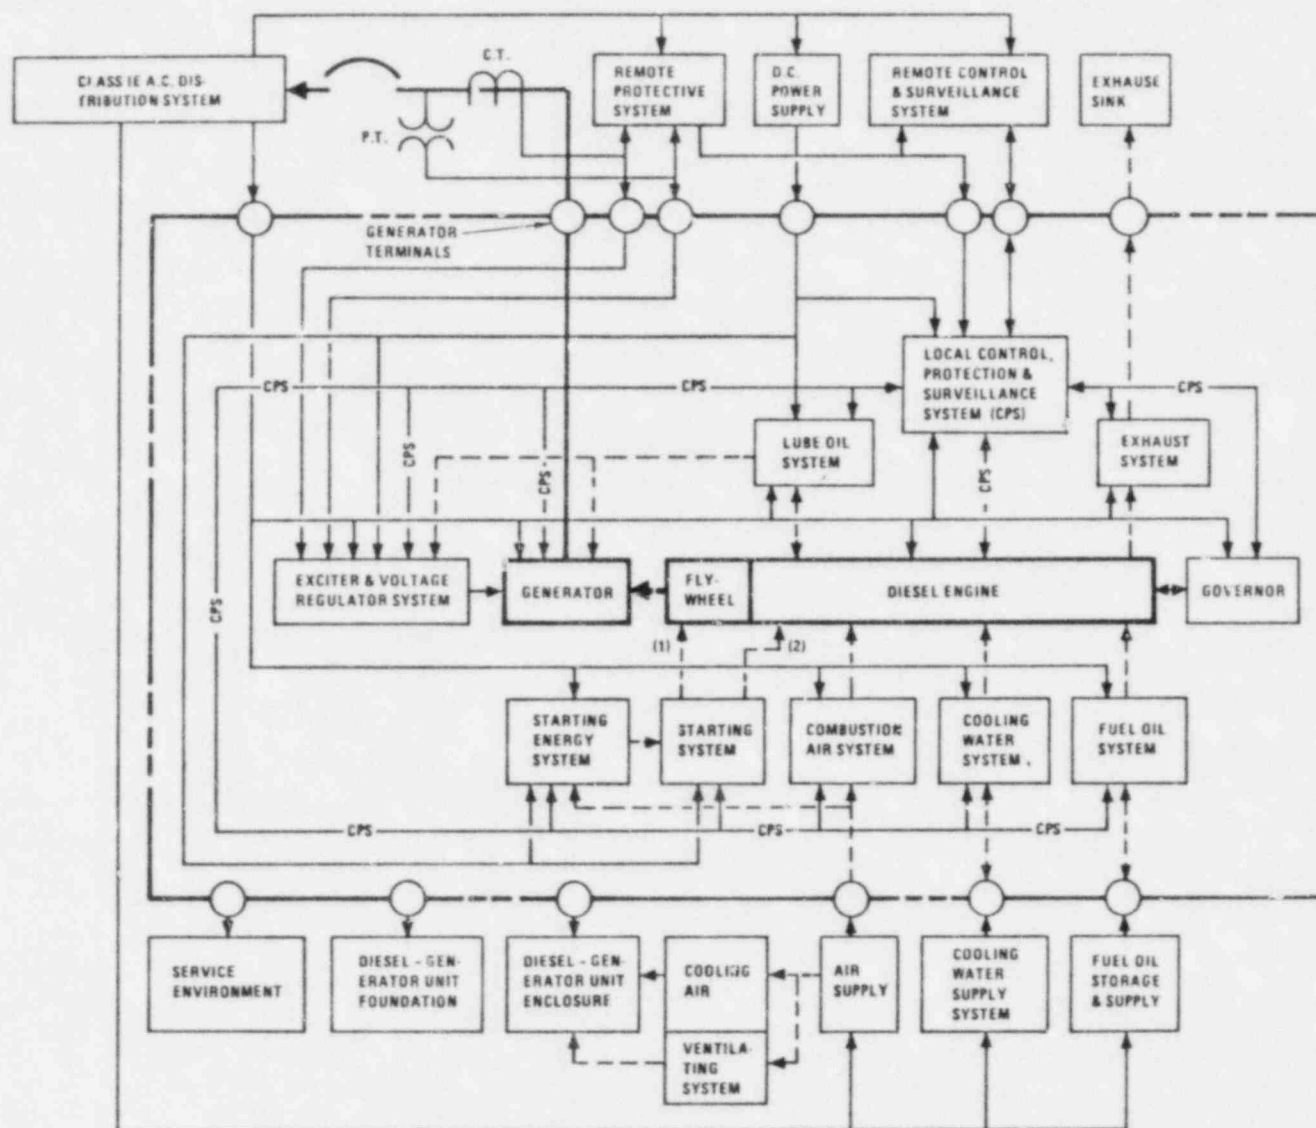 C.T.
CLASS IE A.C. DIS-
TRIBUTION SYSTEM
REMOTE
PROTECTIVE
SYSTEM
D.C.
POWER
SUPPLY
REMOTE CONTROL
& SURVEILLANCE
SYSTEM
EXHAUSE
SINK
P.T.
GENERATOR
TERMINALS
LOCAL CONTROL,
PROTECTION &
SURVEILLANCE
SYSTEM (CPS)
CPS
CPS
CPS
LUBE OIL
SYSTEM
EXHAUST
SYSTEM
CPS
CPS -
CPS
EXCITER & VOLTAGE
REGULATOR SYSTEM
GENERATOR
FLY-
WHEEL
DIESEL ENGINE
GOVERNOR
CPS
(1)
(2)
STARTING
ENERGY
SYSTEM
STARTING
SYSTEM
COMBUSTION
AIR SYSTEM
COOLING
WATER
SYSTEM .
FUEL OIL
SYSTEM
CPS
CPS
CPS
SERVICE
ENVIRONMENT
DIESEL - GEN-
ERATOR UNIT
FOUNDATION
DIESEL - GEN-
ERATOR UNIT
ENCLOSURE
COOLING
AIR
AIR
SUPPLY
COOLING
WATER
SUPPLY
SYSTEM
FUEL OIL
STORAGE
& SUPPLY
VENTILA-
TING
SYSTEM